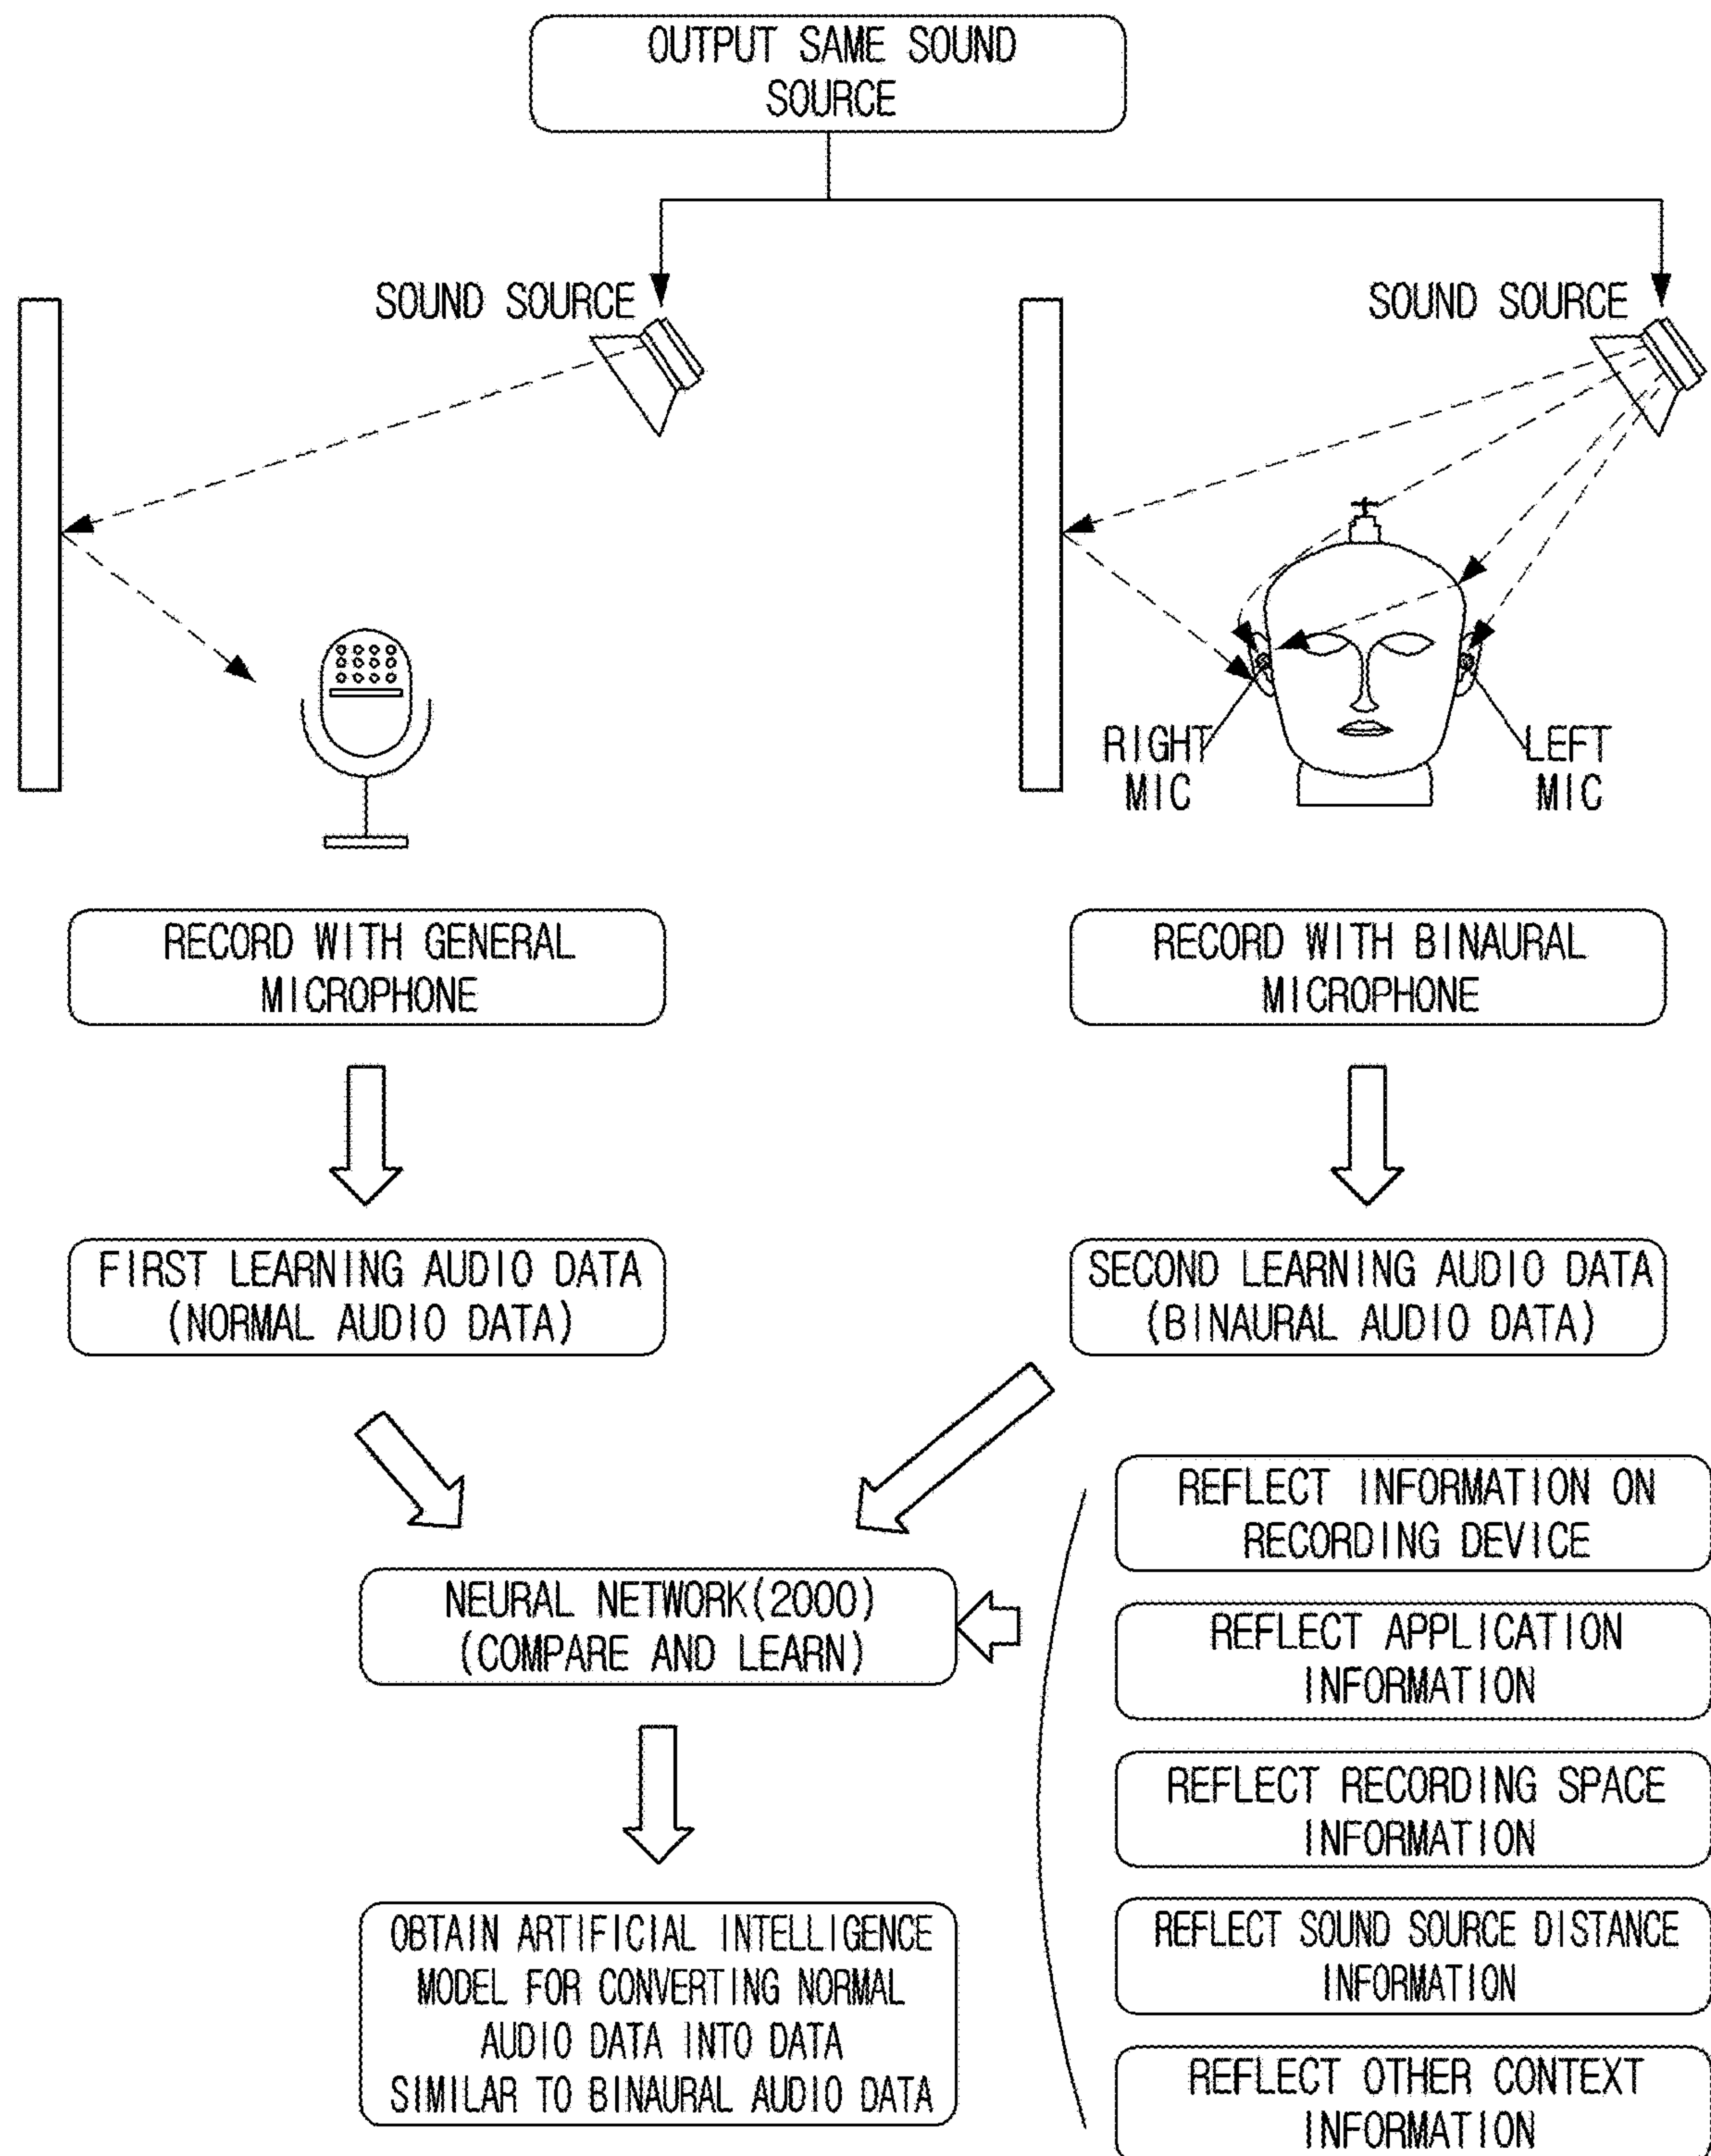 OUTPUT SAME SOUND
SOURCE
SOUND SOURCE
SOUND SOURCE
RIGHT
MIC
LEFT
MIC
RECORD WITH GENERAL
MICROPHONE
RECORD WITH BINAURAL
MICROPHONE
FIRST LEARNING AUDIO DATA
(NORMAL AUDIO DATA)
SECOND LEARNING AUDIO DATA
(BINAURAL AUDIO DATA)
NEURAL NETWORK(2000)
(COMPARE AND LEARN)
REFLECT INFORMATION ON
RECORDING DEVICE
REFLECT APPLICATION
INFORMATION
REFLECT RECORDING SPACE
INFORMATION
REFLECT SOUND SOURCE DISTANCE
INFORMATION
REFLECT OTHER CONTEXT
INFORMATION
OBTAIN ARTIFICIAL INTELLIGENCE
MODEL FOR CONVERTING NORMAL
AUDIO DATA INTO DATA
SIMILAR TO BINAURAL AUDIO DATA